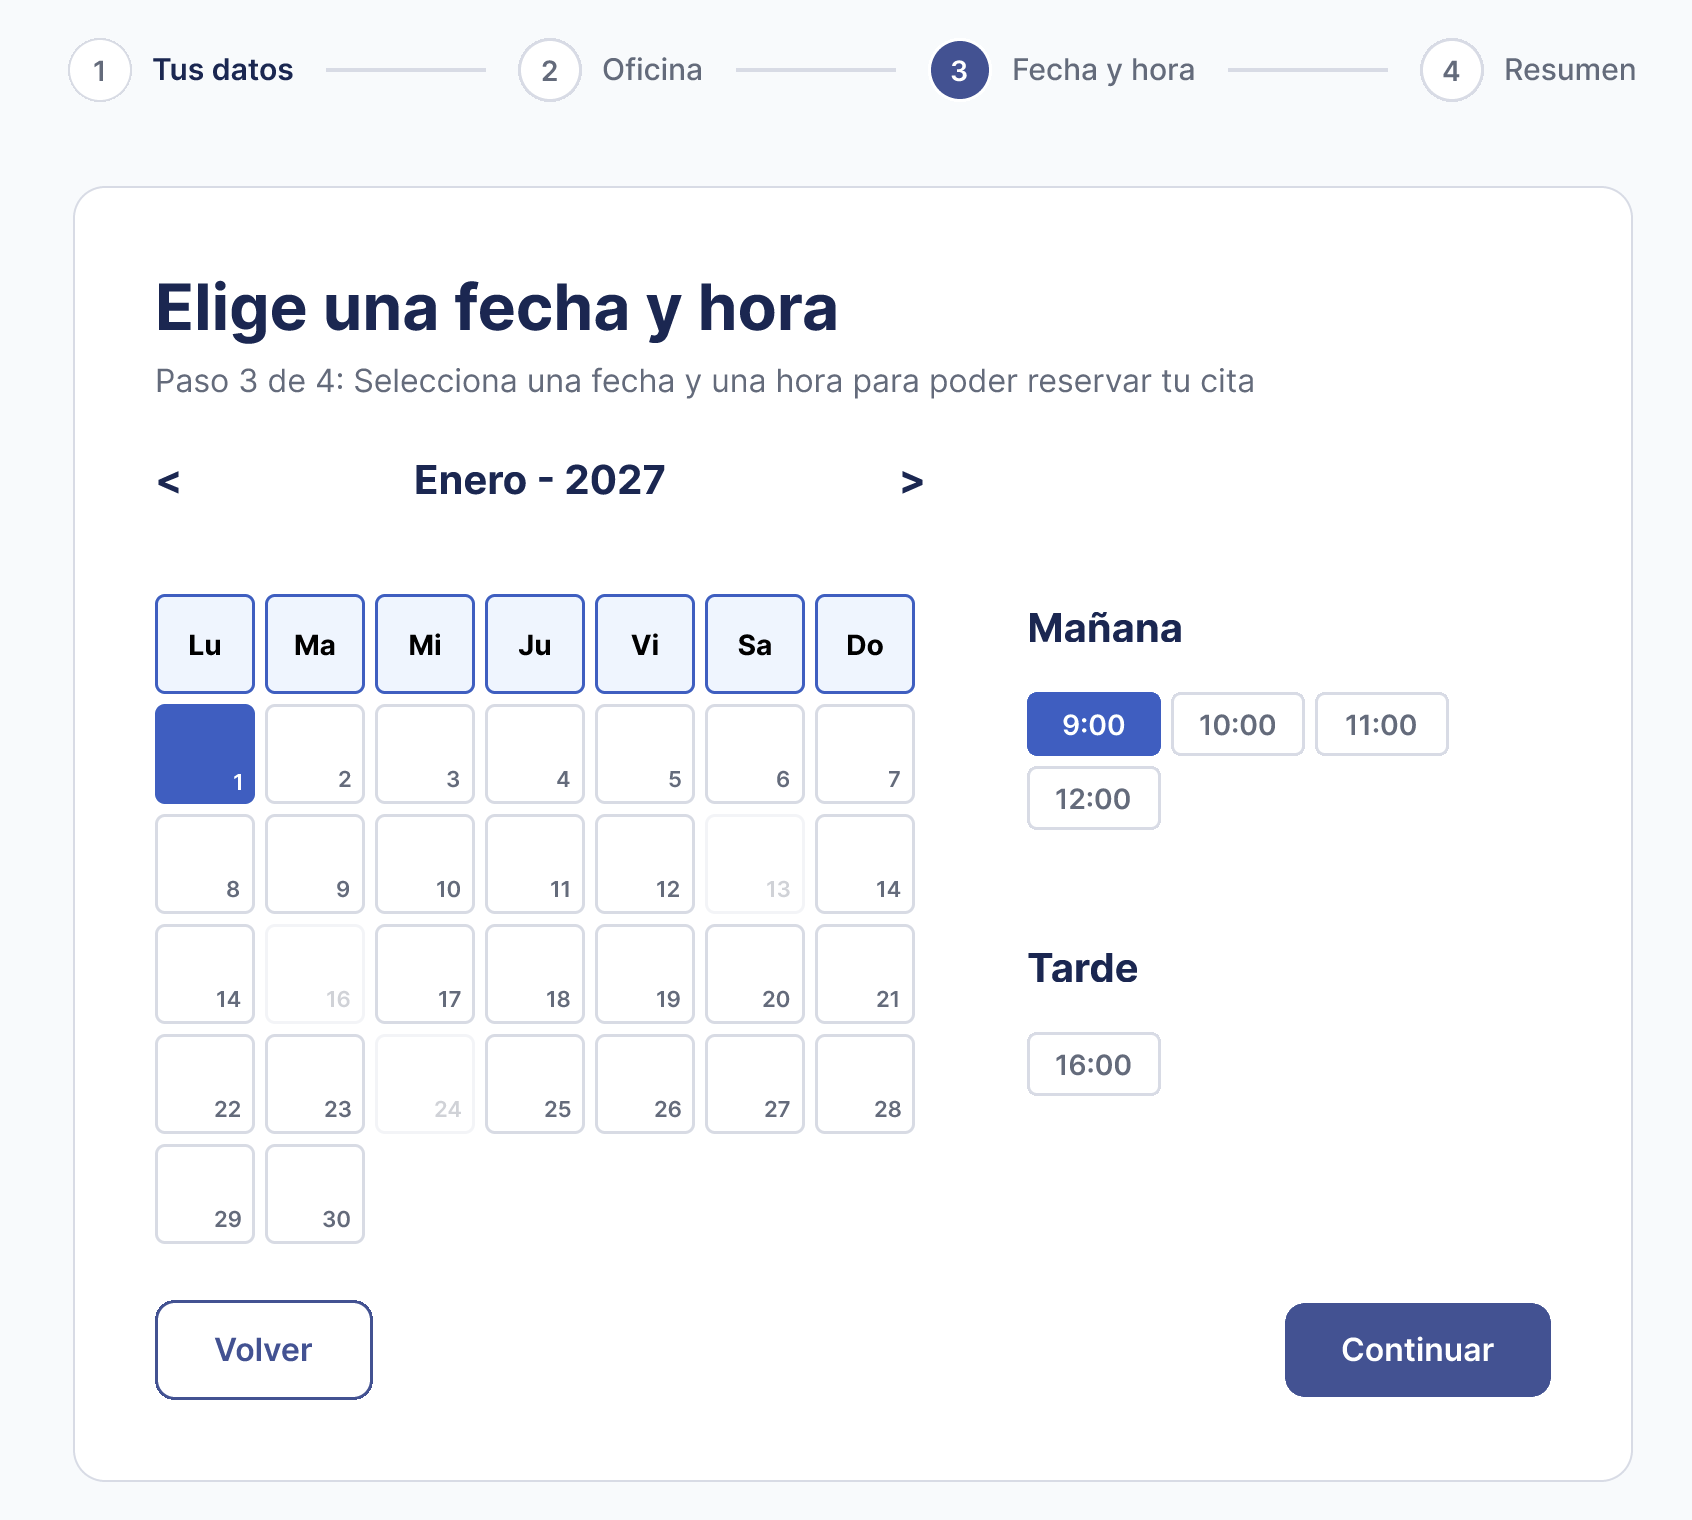 1 Tus datos 2 Oficina 3 Fecha y hora 4 Resumen
Elige una fecha y hora
Paso 3 de 4: Selecciona una fecha y una hora para poder reservar tu cita
< Enero - 2027 >
Lu Ma Mi Ju Vi Sa Do
1 2 3 4 5 6 7
8 9 10 11 12 13 14
14 16 17 18 19 20 21
22 23 24 25 26 27 28
29 30
Mañana
9:00 10:00 11:00
12:00
Tarde
16:00
Volver Continuar